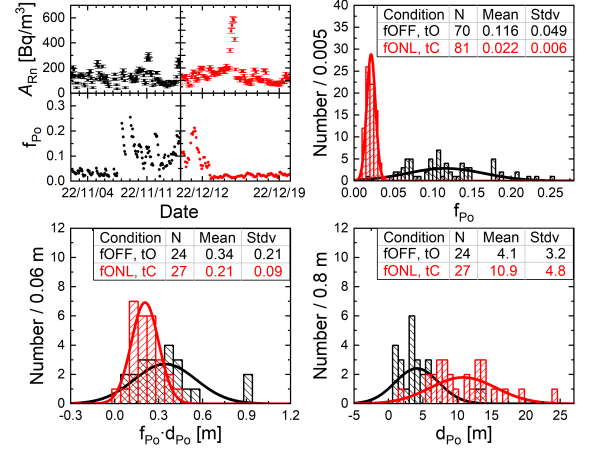 A_Rn [Bq/m³]
800
600
400
200
0
f_Po
0.3
0.2
0.1
0.0
22/11/04 22/11/11 22/12/12 22/12/19
Date
Number / 0.005
40
35
30
25
20
15
10
5
0
Condition N Mean Stdv
fOFF, tO 70 0.116 0.049
fONL, tC 81 0.022 0.006
0.00 0.05 0.10 0.15 0.20 0.25
f_Po
Number / 0.06 m
12
10
8
6
4
2
0
Condition N Mean Stdv
fOFF, tO 24 0.34 0.21
fONL, tC 27 0.21 0.09
-0.3 0.0 0.3 0.6 0.9 1.2
f_Po·d_Po [m]
Number / 0.8 m
12
10
8
6
4
2
0
Condition N Mean Stdv
fOFF, tO 24 4.1 3.2
fONL, tC 27 10.9 4.8
-5 0 5 10 15 20 25
d_Po [m]